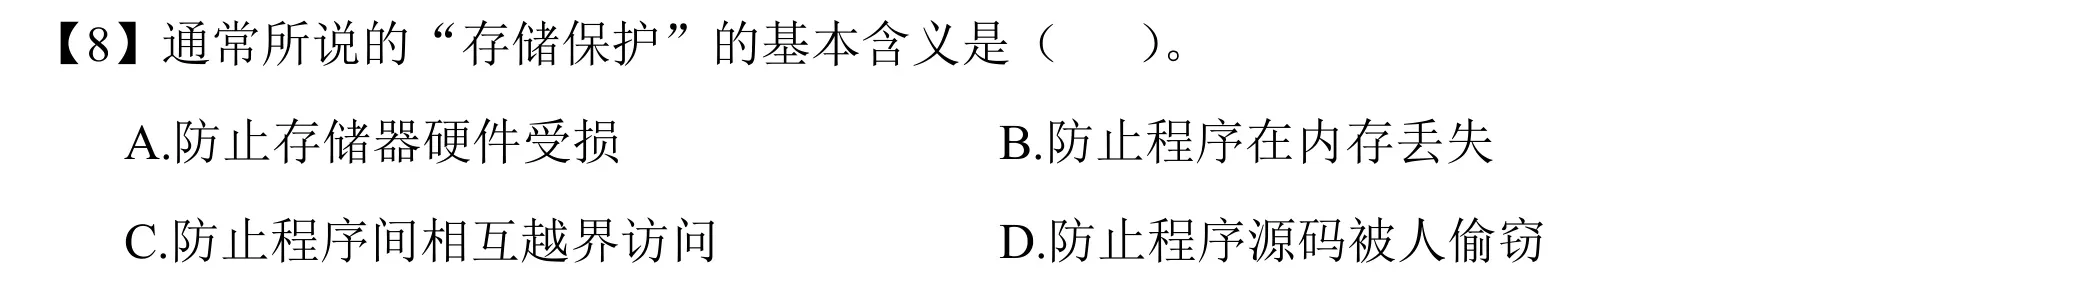 【8】通常所说的“存储保护”的基本含义是（  ）。
A.防止存储器硬件受损 B.防止程序在内存丢失
C.防止程序间相互越界访问 D.防止程序源码被人偷窃